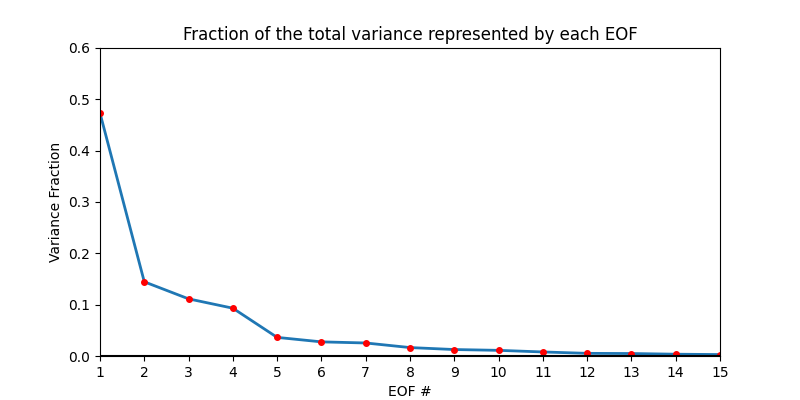 Fraction of the total variance represented by each EOF
0.6
0.5
0.4
0.3
0.2
0.1
0.0
Variance Fraction
1 2 3 4 5 6 7 8 9 10 11 12 13 14 15
EOF #